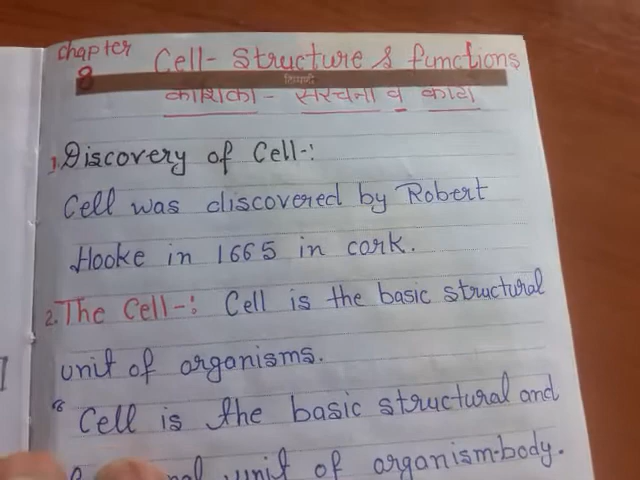 chapter
8
Cell- Structure & functions
टिप्पणी
कोशिका - संरचना व कार्य
1. Discovery of Cell-:
Cell was discovered by Robert
Hooke in 1665 in cork.
2. The Cell-: Cell is the basic structural
unit of organisms.
" Cell is the basic structural and
unit of organism-body.